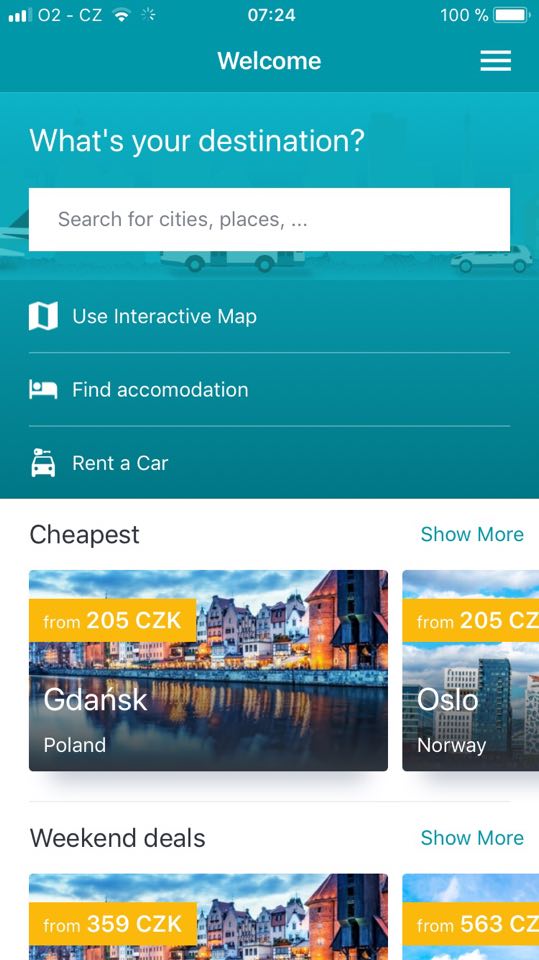 O2 - CZ 07:24 100 %
Welcome
What's your destination?
Search for cities, places, ...
Use Interactive Map
Find accomodation
Rent a Car
Cheapest Show More
from 205 CZK from 205 CZ
Gdańsk Oslo
Poland Norway
Weekend deals Show More
from 359 CZK from 563 CZ